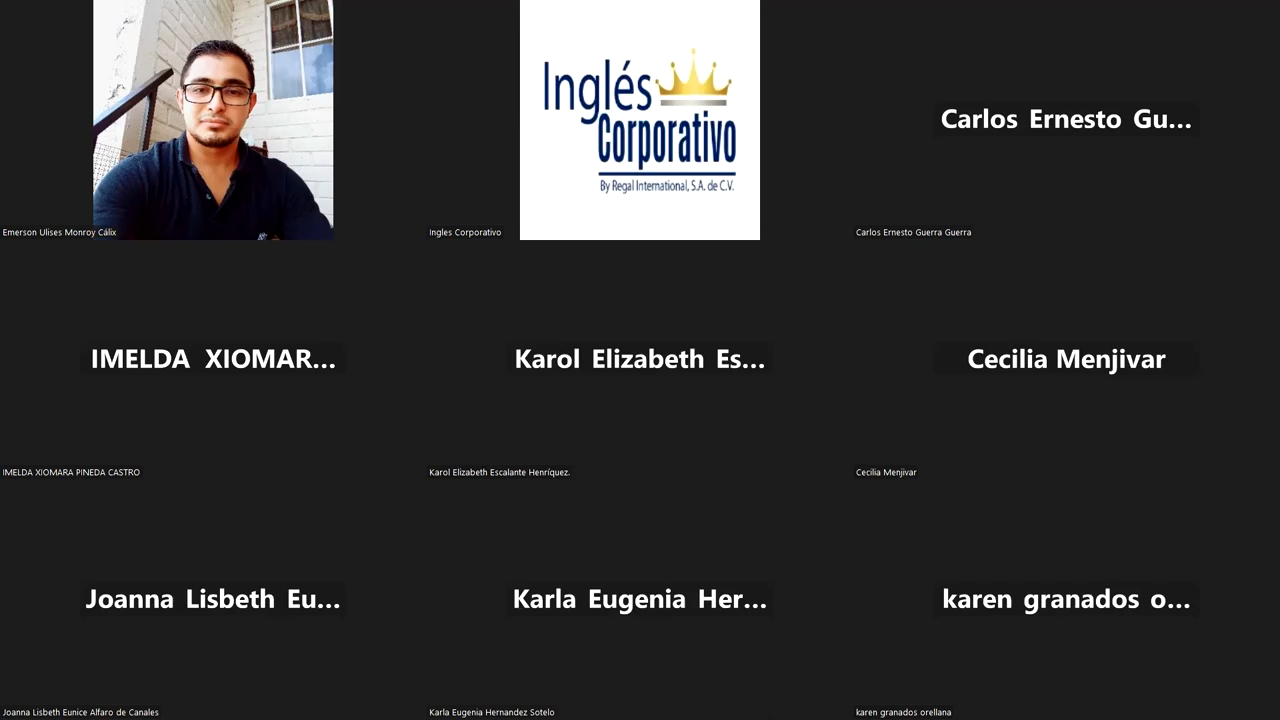 Inglés
Corporativo
By Regal International, S.A. de C.V.
Carlos Ernesto Gu...
Emerson Ulises Monroy Cálix
Ingles Corporativo
Carlos Ernesto Guerra Guerra
IMELDA XIOMAR...
Karol Elizabeth Es...
Cecilia Menjivar
IMELDA XIOMARA PINEDA CASTRO
Karol Elizabeth Escalante Henríquez.
Cecilia Menjivar
Joanna Lisbeth Eu...
Karla Eugenia Her...
karen granados o...
Joanna Lisbeth Eunice Alfaro de Canales
Karla Eugenia Hernandez Sotelo
karen granados orellana